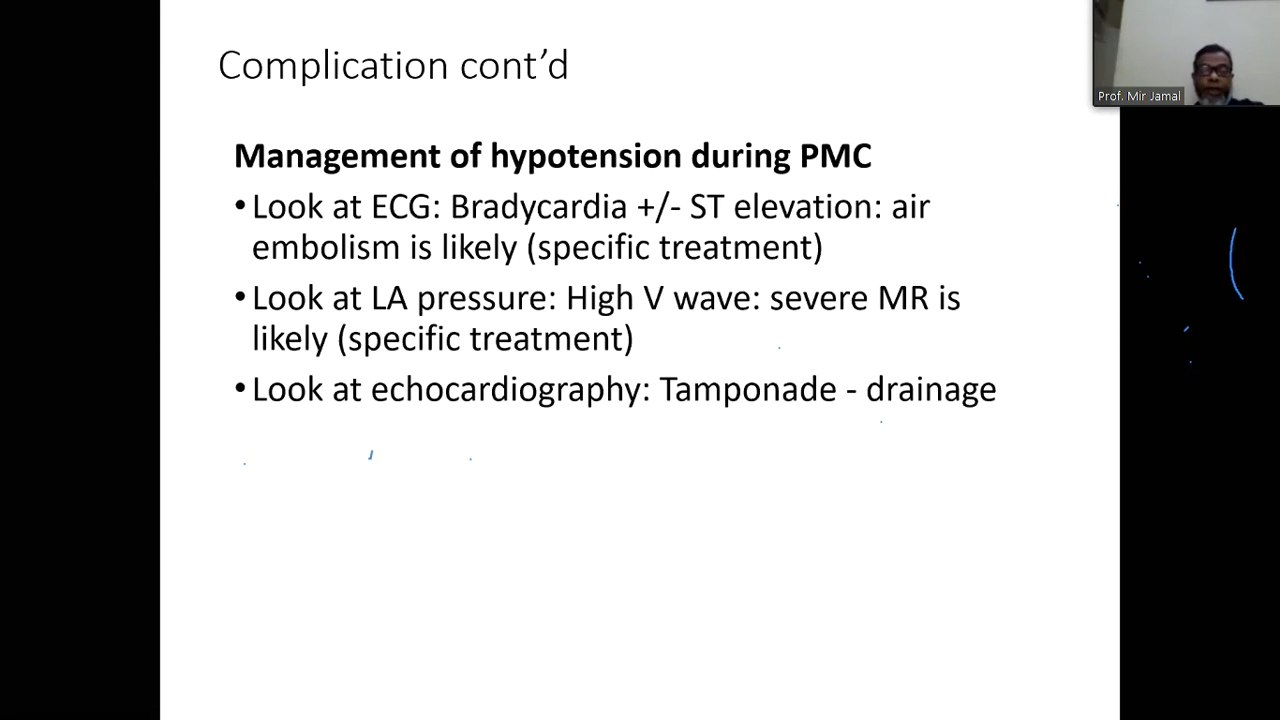 Complication cont’d
Prof. Mir Jamal
Management of hypotension during PMC
• Look at ECG: Bradycardia +/- ST elevation: air
embolism is likely (specific treatment)
• Look at LA pressure: High V wave: severe MR is
likely (specific treatment)
• Look at echocardiography: Tamponade - drainage